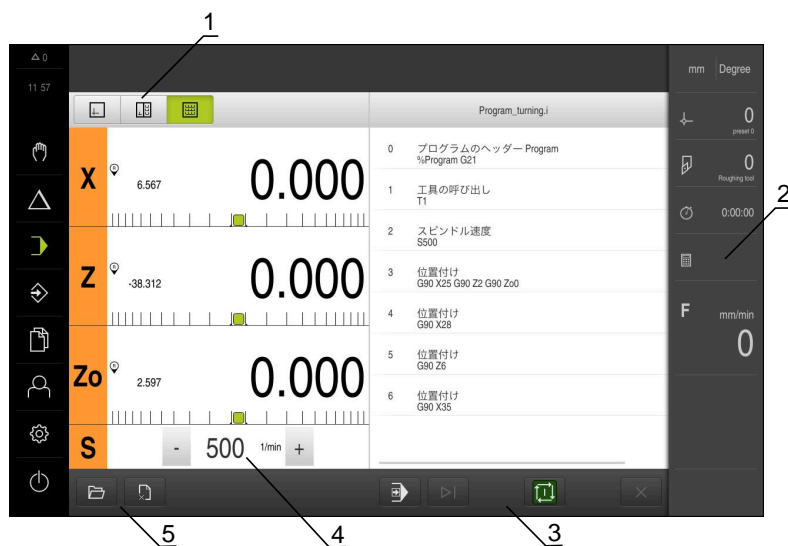 1
0
11 57
mm Degree
Program_turning.i
0
preset 0
X
R
6.567
0.000
0 プログラムのヘッダー Program
%Program G21
0
Roughing tool
1 工具の呼び出し
T1
2
0:00:00
2 スピンドル速度
S500
Z
R
-38.312
0.000
3 位置付け
G90 X25 G90 Z2 G90 Zo0
F mm/min
0
4 位置付け
G90 X28
5 位置付け
G90 Z6
Zo
R
2.597
0.000
6 位置付け
G90 X35
S - 500 1/min +
5
4
3